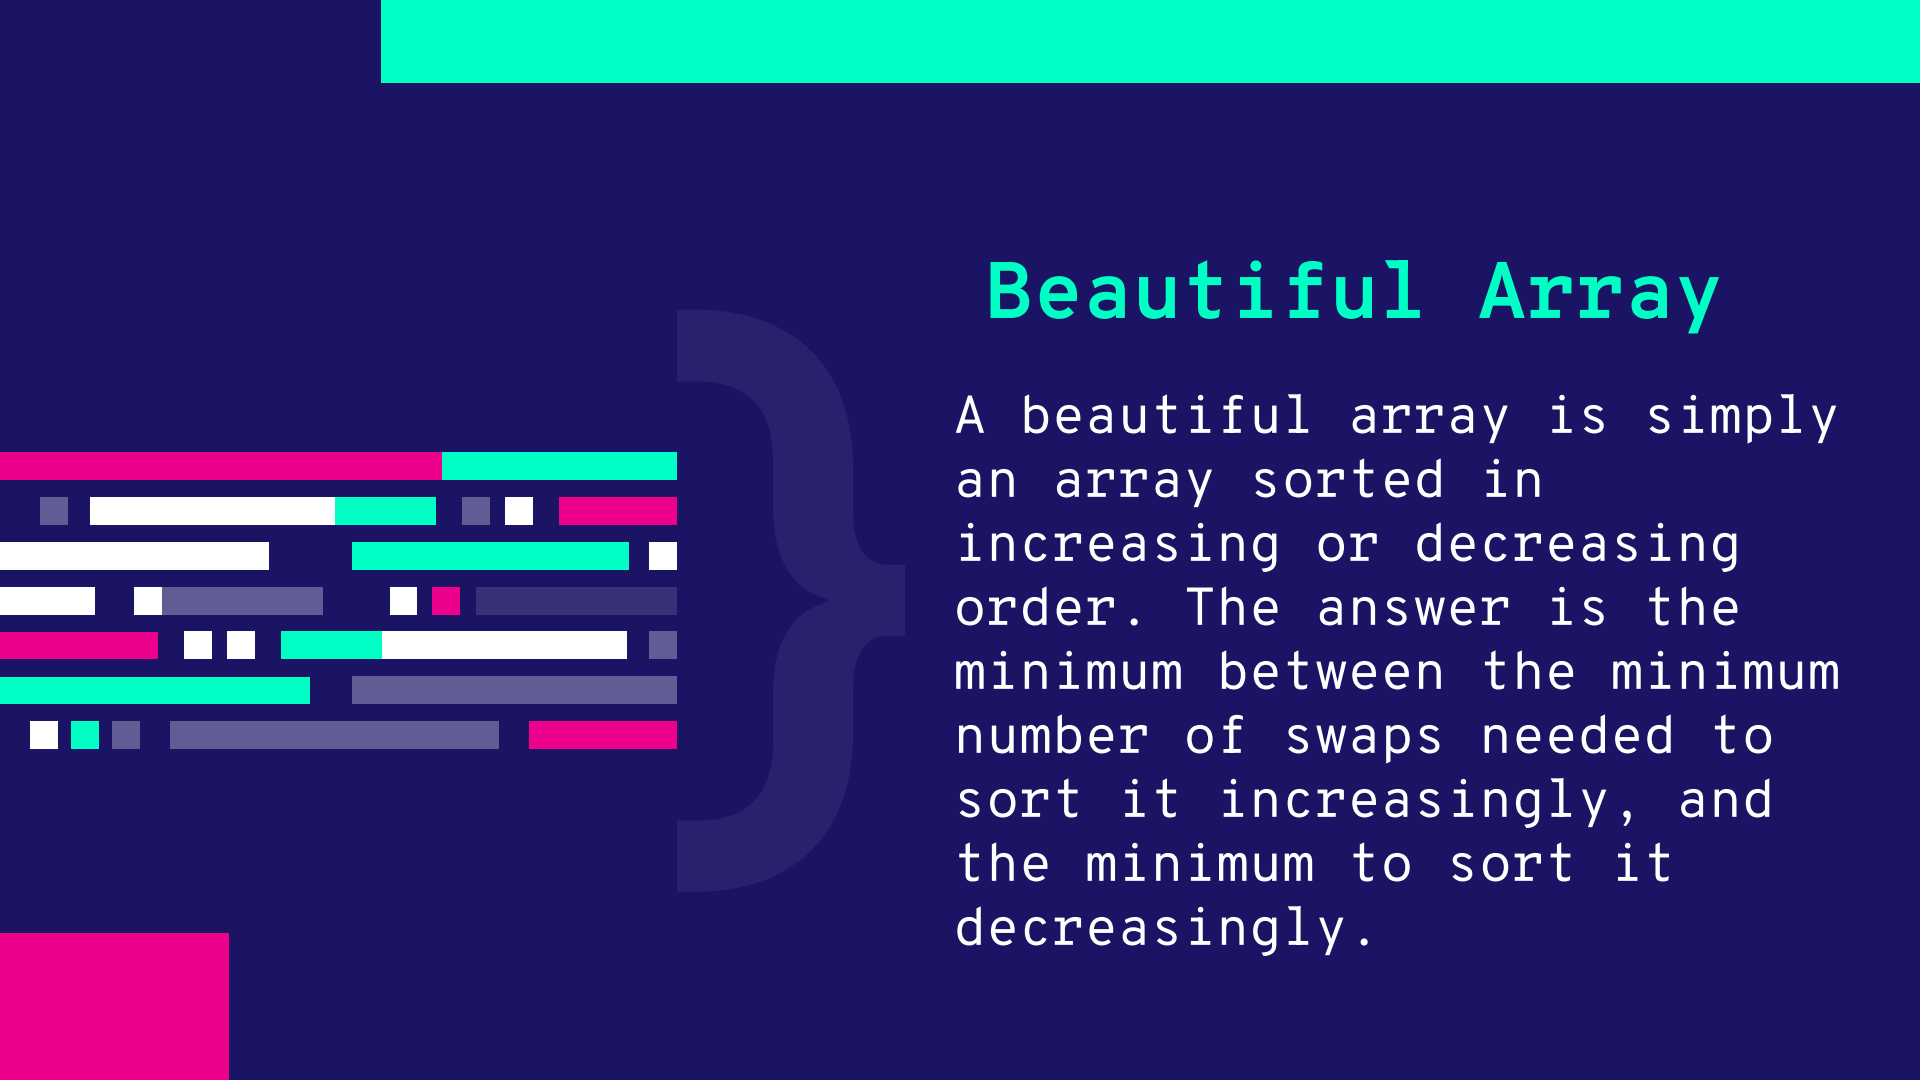 Beautiful Array
A beautiful array is simply
an array sorted in
increasing or decreasing
order. The answer is the
minimum between the minimum
number of swaps needed to
sort it increasingly, and
the minimum to sort it
decreasingly.
}